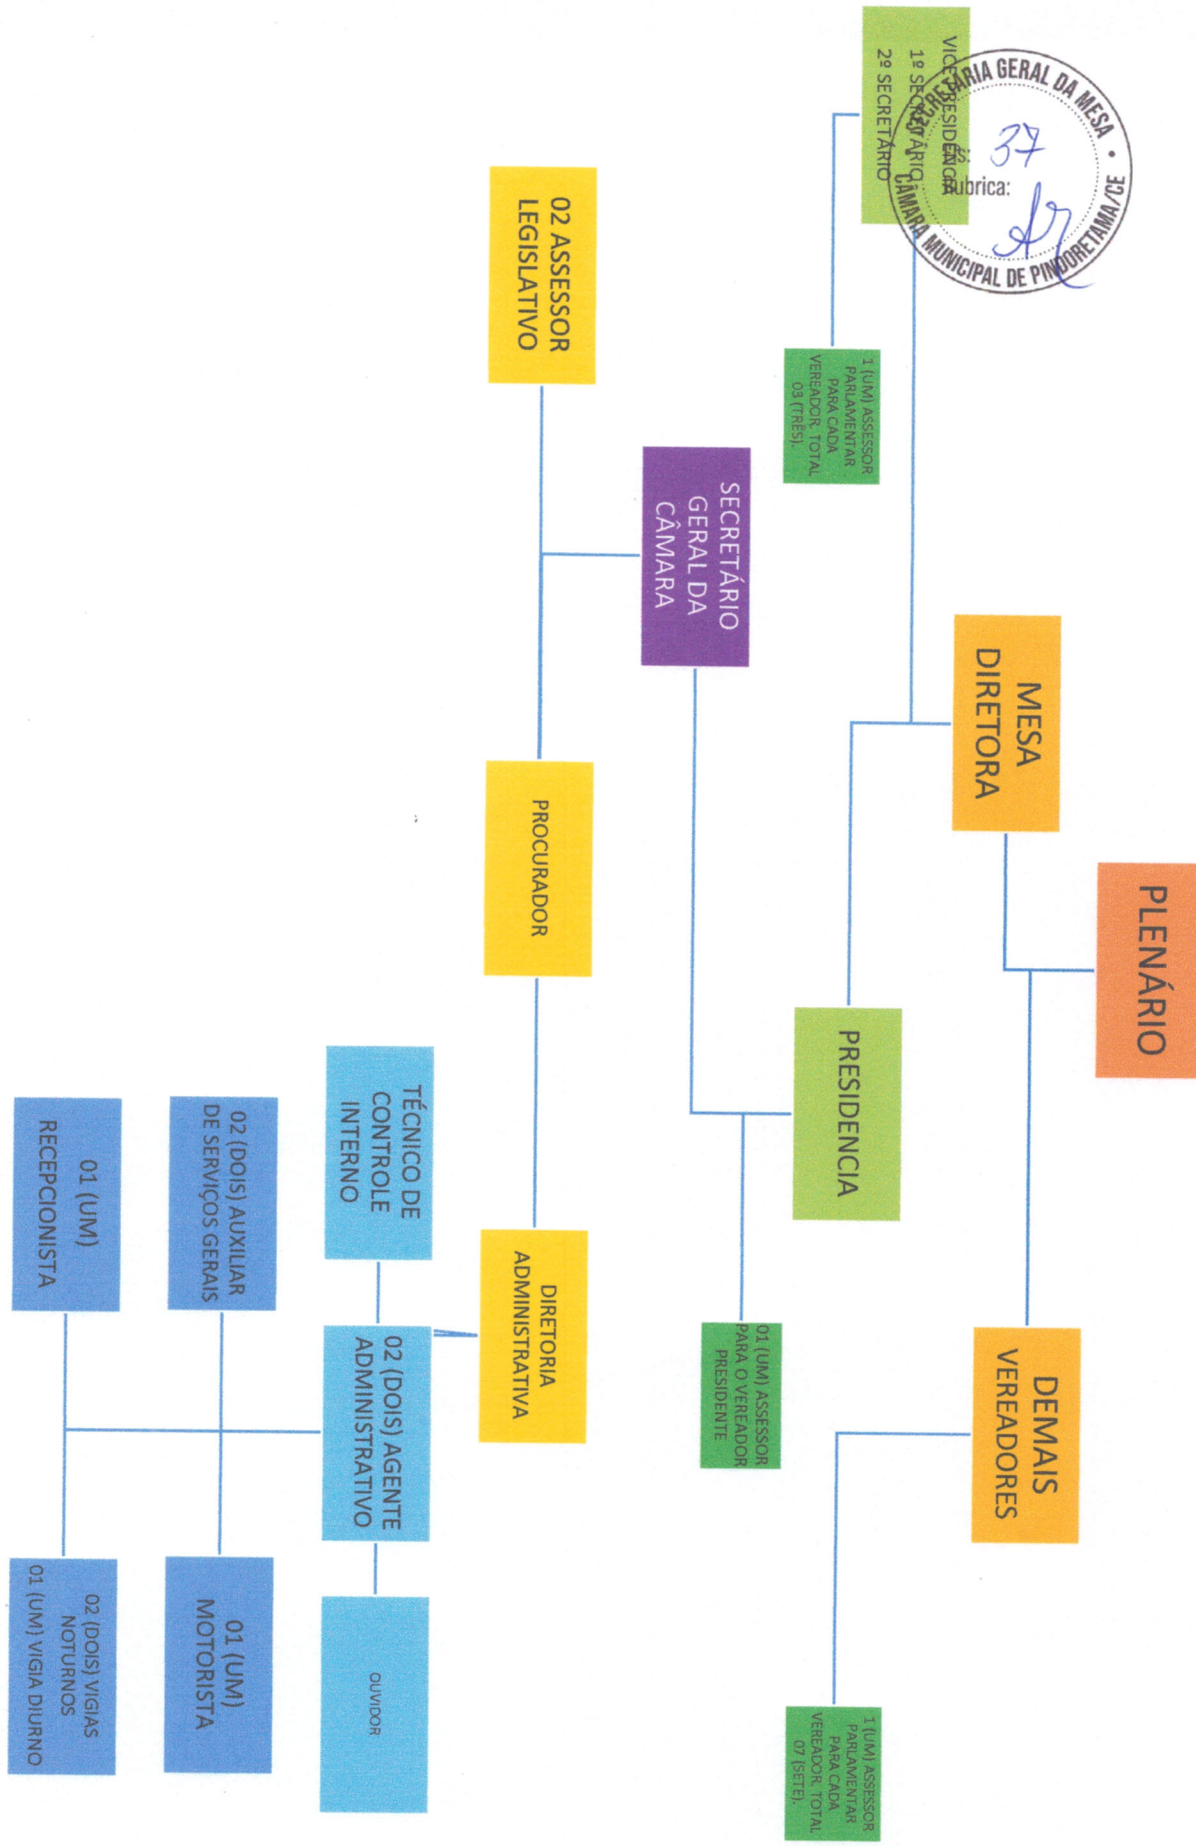 PLENÁRIO
MESA
DIRETORA
DEMAIS
VEREADORES
VICE-PRESIDENCIA
1º SECRETÁRIO
2º SECRETÁRIO
SECRETARIA GERAL DA MESA
Fls: 37
Rubrica:
CÂMARA MUNICIPAL DE PINDORETAMA/CE
PRESIDENCIA
1 (UM) ASSESSOR
PARLAMENTAR
PARA CADA
VEREADOR. TOTAL
03 (TRÊS).
1 (UM) ASSESSOR
PARLAMENTAR
PARA CADA
VEREADOR. TOTAL
07 (SETE).
SECRETÁRIO
GERAL DA
CÂMARA
01 (UM) ASSESSOR
PARA O VEREADOR
PRESIDENTE
02 ASSESSOR
LEGISLATIVO
PROCURADOR
DIRETORIA
ADMINISTRATIVA
TÉCNICO DE
CONTROLE
INTERNO
02 (DOIS) AGENTE
ADMINISTRATIVO
OUVIDOR
02 (DOIS) AUXILIAR
DE SERVIÇOS GERAIS
01 (UM)
MOTORISTA
01 (UM)
RECEPCIONISTA
02 (DOIS) VIGIAS
NOTURNOS
01 (UM) VIGIA DIURNO